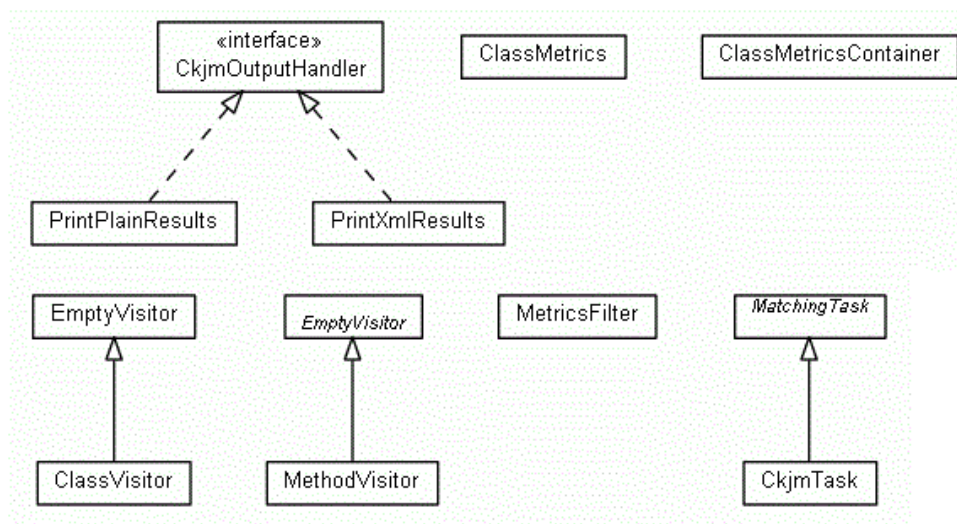 «interface»
CkjmOutputHandler
ClassMetrics
ClassMetricsContainer
PrintPlainResults
PrintXmlResults
EmptyVisitor
EmptyVisitor
MetricsFilter
MatchingTask
ClassVisitor
MethodVisitor
CkjmTask